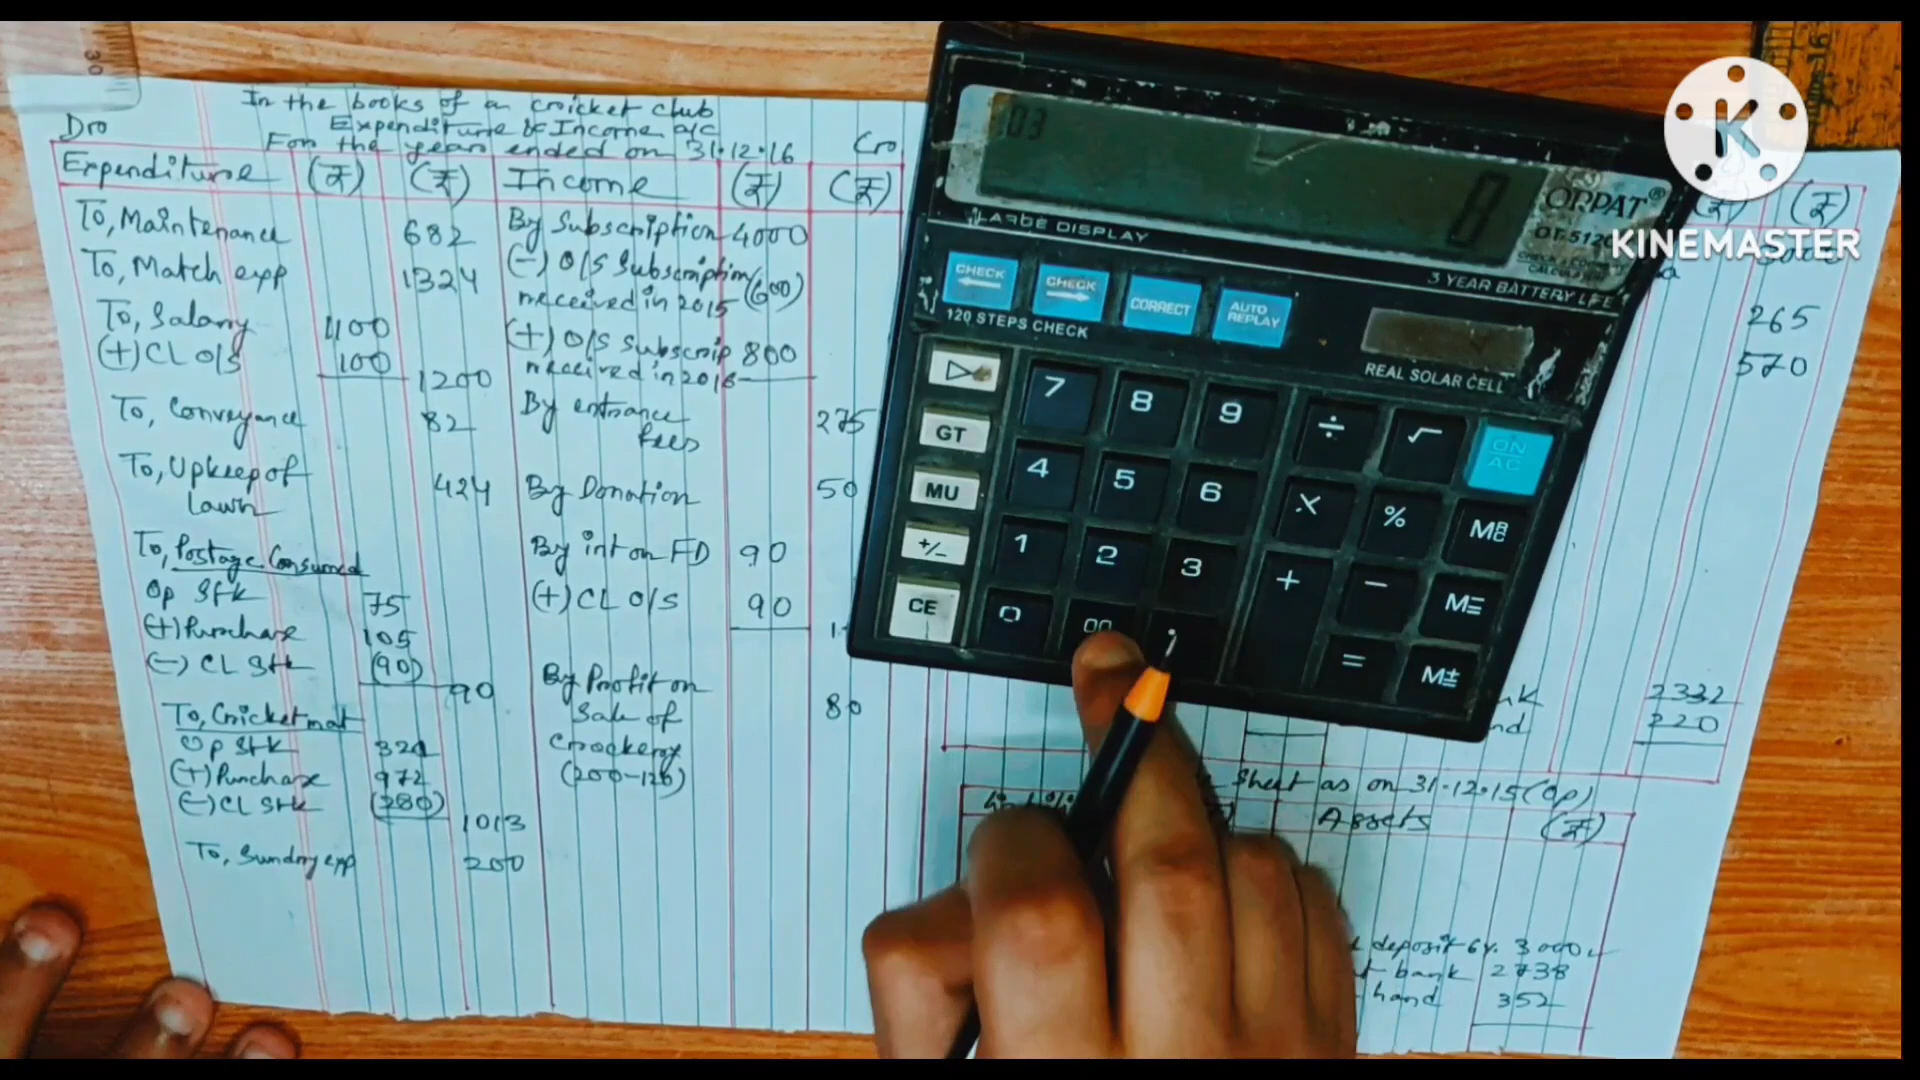 In the books of a cricket club
Expenditure & Income a/c
For the year ended on 31.12.16
Dr
Cr
Expenditure (₹) (₹) Income (₹) (₹)
To, Maintenance 682
To, Match exp 1324
To, Salary 1100
(+) CL O/S 100
1200
To, Conveyance 82
To, Upkeep of
Lawn 424
To, Postage Consumed
Op Stk 75
(+) Purchase 105
(-) CL Stk (90)
90
To, Cricket mat
Op Stk 321
(+) Purchase 972
(-) CL Stk (280)
1013
To, Sundry exp 200
By Subscription 4000
(-) O/S Subscription
received in 2015 (600)
(+) O/S subscrip 800
received in 2016
By entrance
fees 275
By Donation 50
By int on FD 90
(+) CL O/S 90
By Profit on
Sale of 80
Crockery
(200-120)
ORPAT®
LARGE DISPLAY
3 YEAR BATTERY LIFE
CHECK
CHECK
CORRECT
AUTO
REPLAY
120 STEPS CHECK
REAL SOLAR CELL
7 8 9 ÷ √ ON
AC
GT 4 5 6 X % MRC
MU
+/- 1 2 3 + - M=
CE 0 00 . = M±
KINEMASTER
(₹)
265
570
2332
220
Sheet as on 31.12.15 (Op)
Assets (₹)
deposit 6%. 3000
bank 2738
hand 352
30